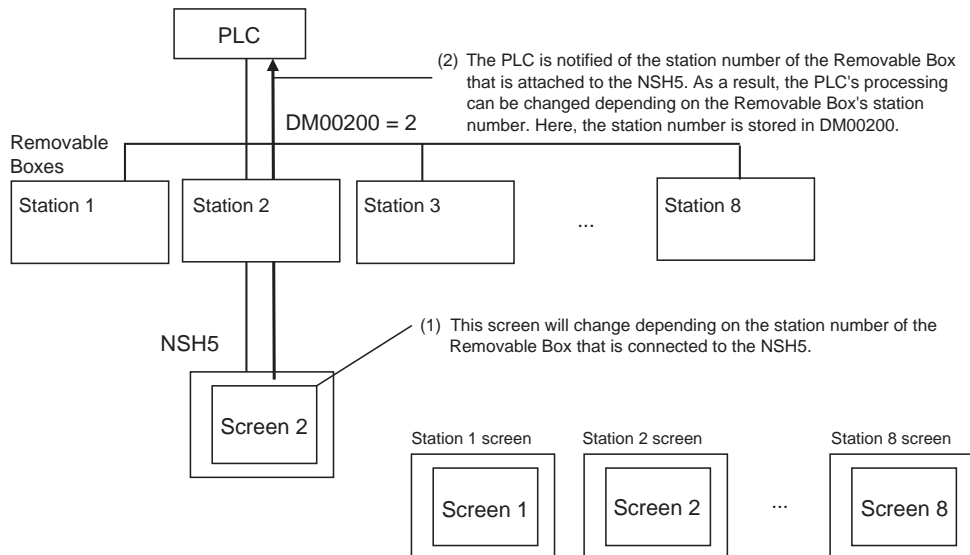 PLC
(2) The PLC is notified of the station number of the Removable Box
that is attached to the NSH5. As a result, the PLC's processing
can be changed depending on the Removable Box's station
number. Here, the station number is stored in DM00200.
DM00200 = 2
Removable
Boxes
Station 1
Station 2
Station 3
...
Station 8
(1) This screen will change depending on the station number of the
Removable Box that is connected to the NSH5.
NSH5
Screen 2
Station 1 screen
Station 2 screen
Station 8 screen
Screen 1
Screen 2
...
Screen 8